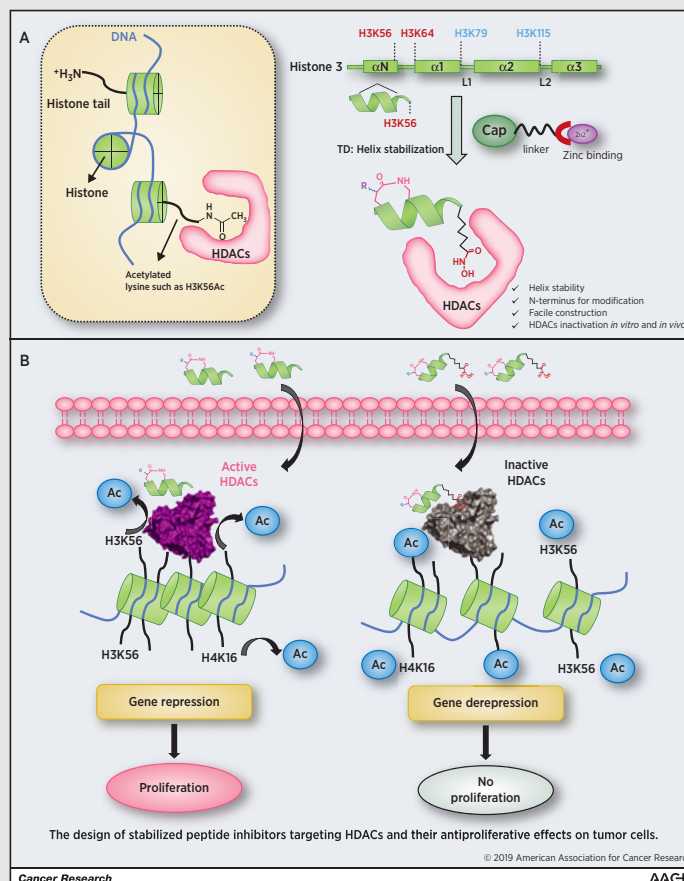 A
DNA
⁺H₃N
Histone tail
Histone
H
N
CH₃
O
HDACs
Acetylated
lysine such as H3K56Ac
H3K56
H3K64
H3K79
H3K115
Histone 3
αN
α1
α2
α3
L1
L2
H3K56
TD: Helix stabilization
Cap
linker
Zn2⁺
Zinc binding
O
NH
R
O
HN
OH
HDACs
✓ Helix stability
✓ N-terminus for modification
✓ Facile construction
✓ HDACs inactivation in vitro and in vivo
B
Active
HDACs
Inactive
HDACs
Ac
Ac
H3K56
H3K56
H4K16
Ac
Ac
Ac
H3K56
Ac
H4K16
Ac
H3K56
Ac
Gene repression
Gene derepression
Proliferation
No
proliferation
The design of stabilized peptide inhibitors targeting HDACs and their antiproliferative effects on tumor cells.
© 2019 American Association for Cancer Resear
Cancer Research